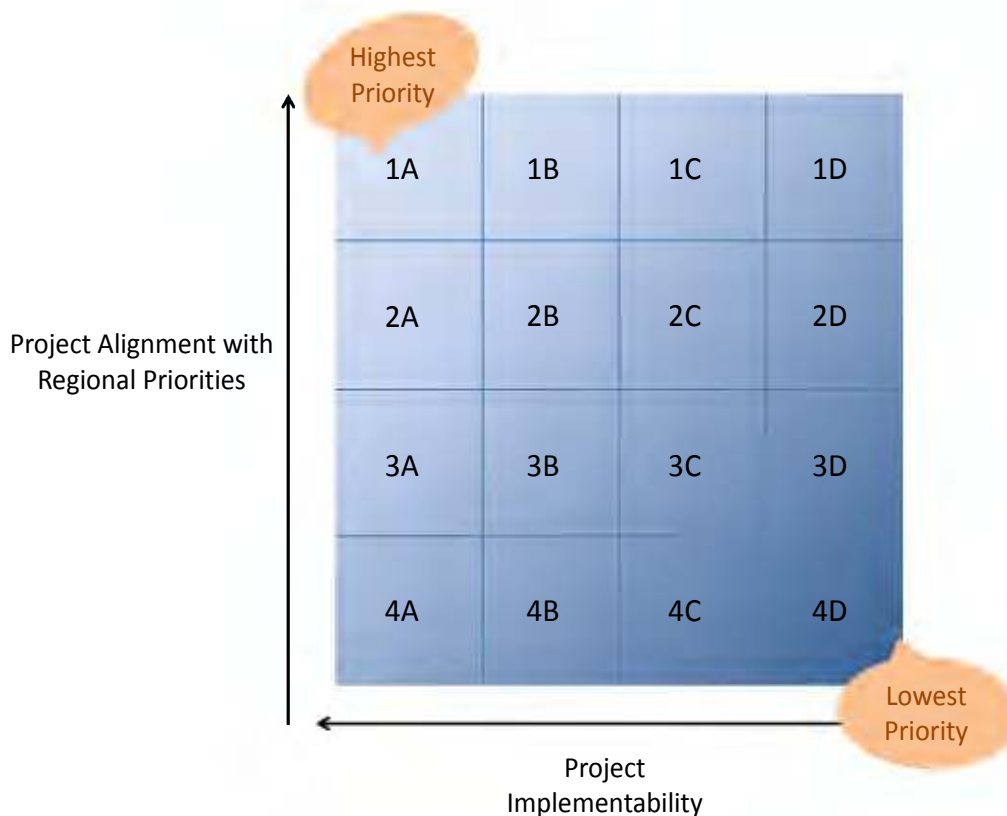 Highest
Priority
1A 1B 1C 1D
2A 2B 2C 2D
Project Alignment with
Regional Priorities
3A 3B 3C 3D
4A 4B 4C 4D
Lowest
Priority
Project
Implementability